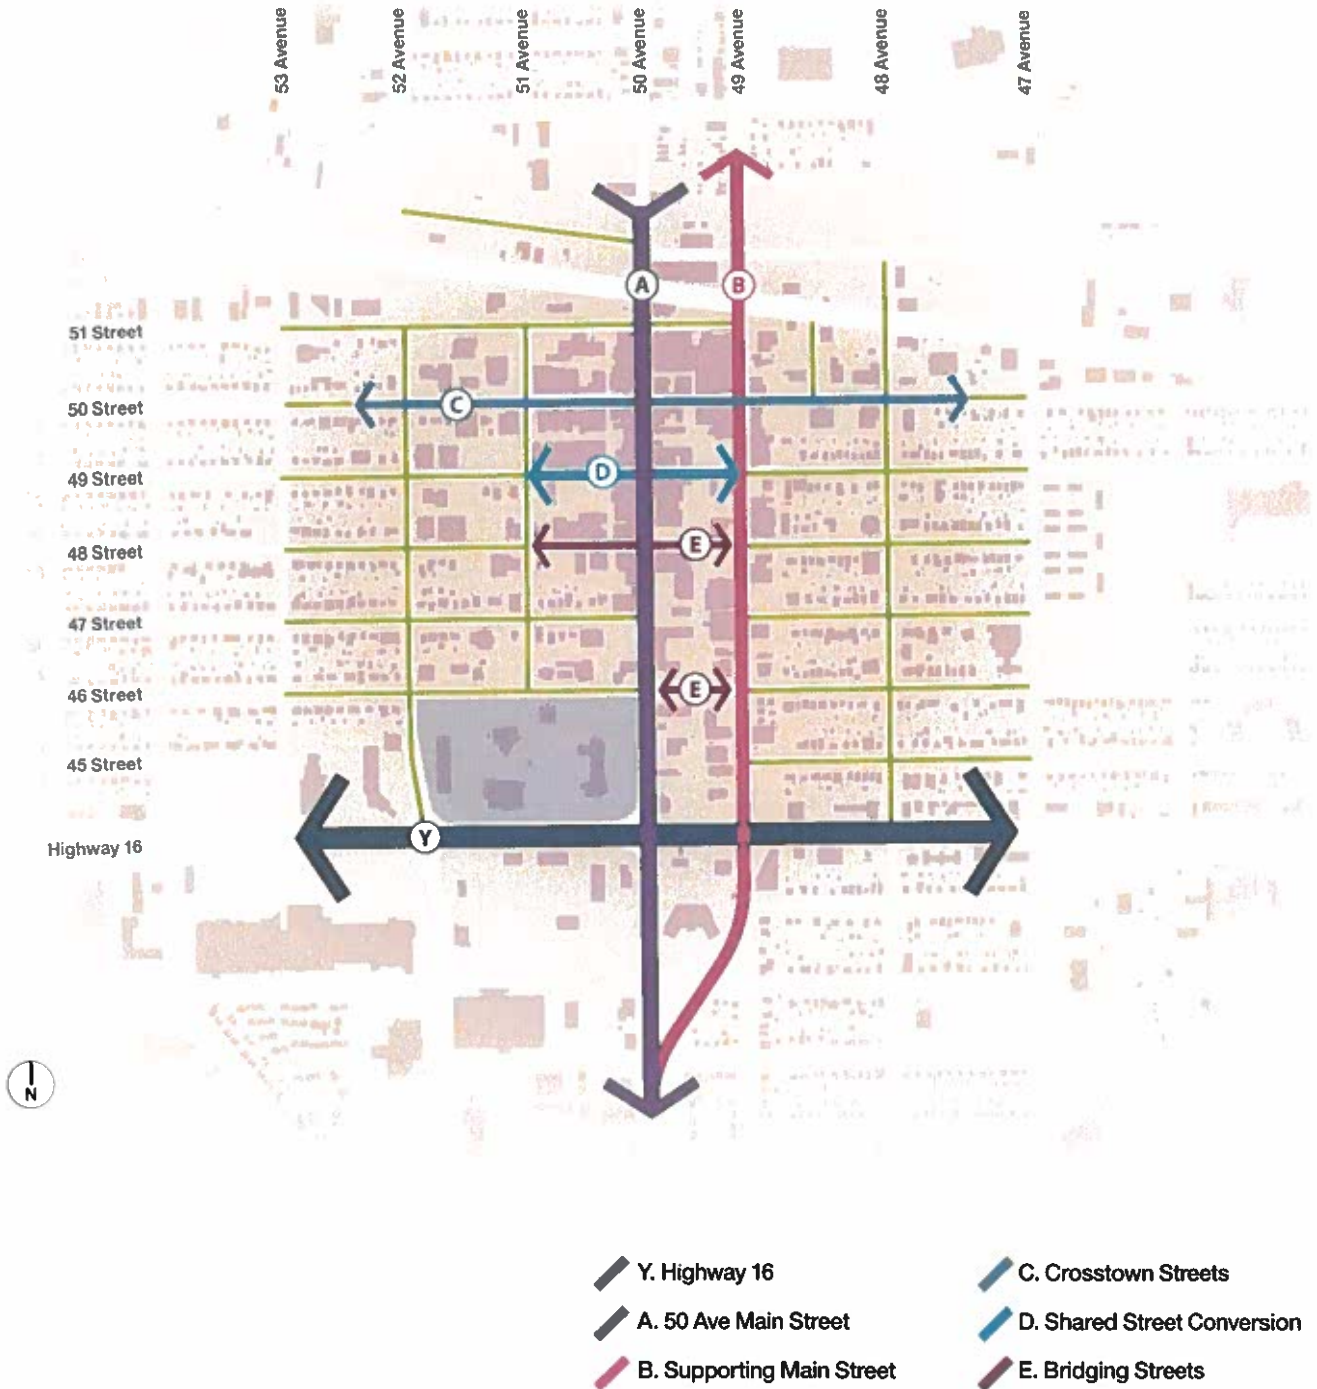 53 Avenue
52 Avenue
51 Avenue
50 Avenue
49 Avenue
48 Avenue
47 Avenue
A
B
51 Street
50 Street
C
49 Street
D
48 Street
E
47 Street
46 Street
E
45 Street
Highway 16
Y
N
Y. Highway 16
C. Crosstown Streets
A. 50 Ave Main Street
D. Shared Street Conversion
B. Supporting Main Street
E. Bridging Streets